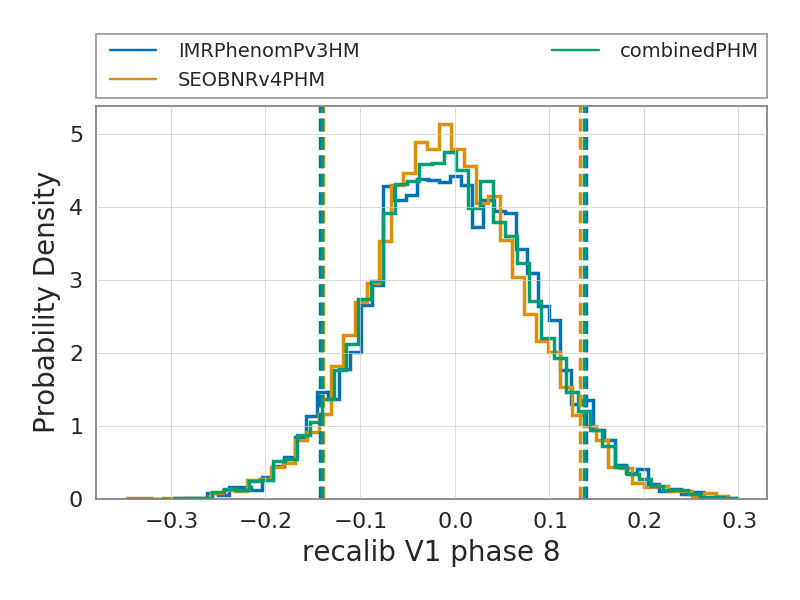 IMRPhenomPv3HM
SEOBNRv4PHM
combinedPHM
Probability Density
5
4
3
2
1
0
−0.3 −0.2 −0.1 0.0 0.1 0.2 0.3
recalib V1 phase 8